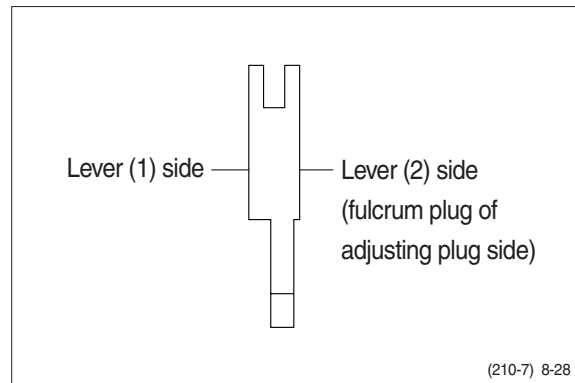 Lever (1) side
Lever (2) side
(fulcrum plug of
adjusting plug side)
(210-7) 8-28